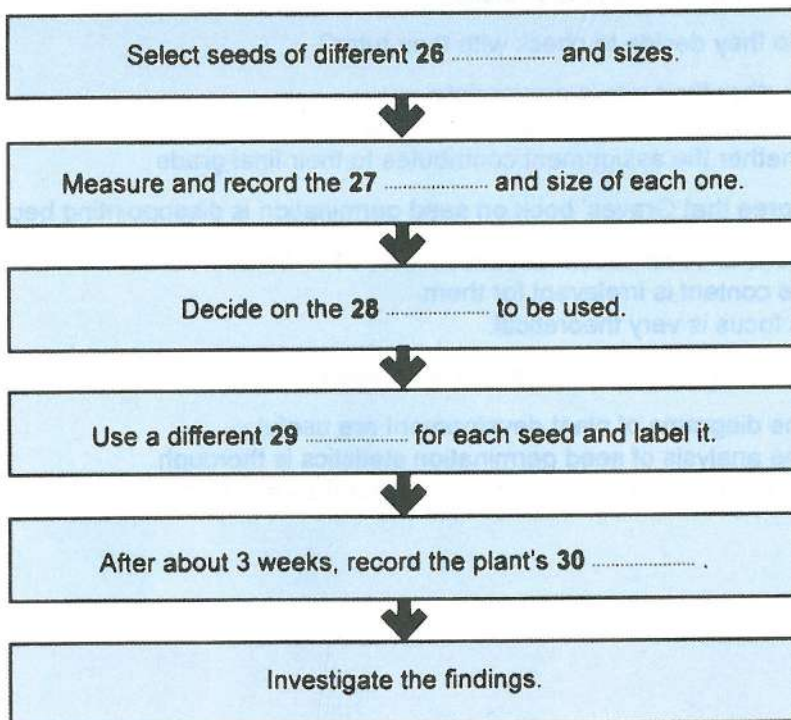 Select seeds of different 26 .................... and sizes.
Measure and record the 27 .................... and size of each one.
Decide on the 28 .................... to be used.
Use a different 29 .................... for each seed and label it.
After about 3 weeks, record the plant's 30 .................... .
Investigate the findings.